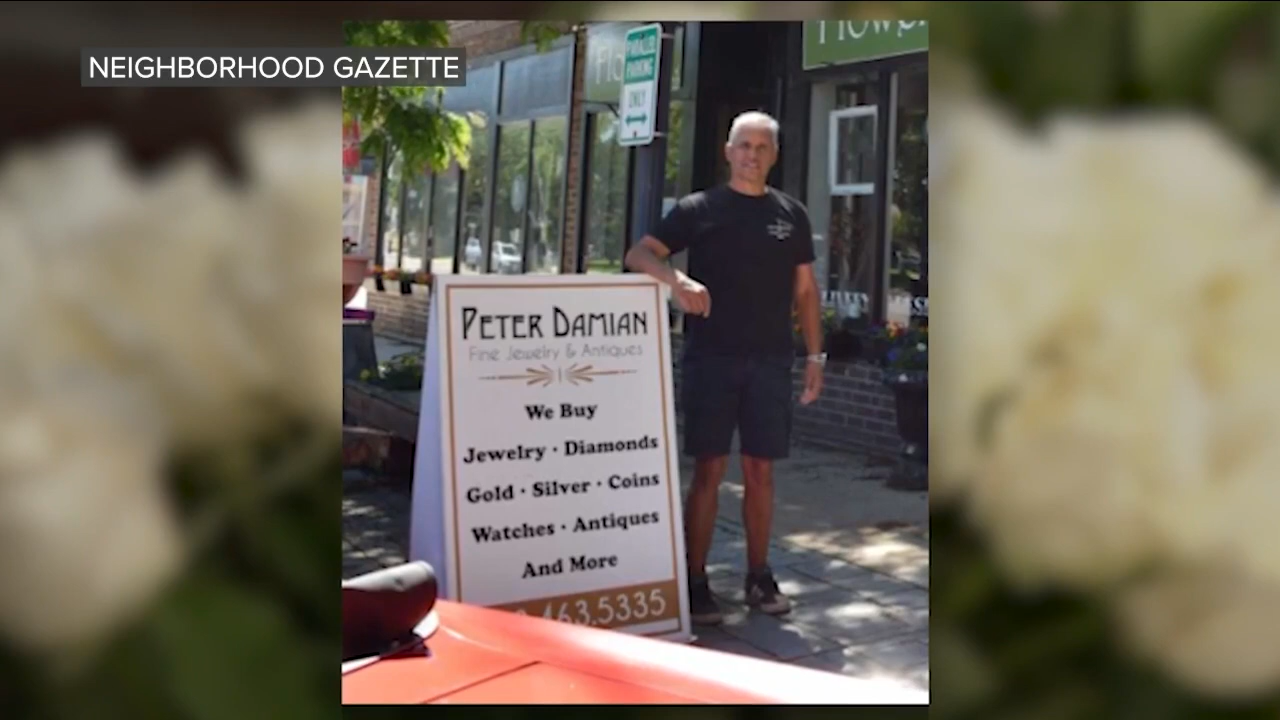 NEIGHBORHOOD GAZETTE
PARALLEL
PARKING
ONLY
PETER DAMIAN
Fine Jewelry & Antiques
We Buy
Jewelry · Diamonds
Gold · Silver · Coins
Watches · Antiques
And More
463.5335